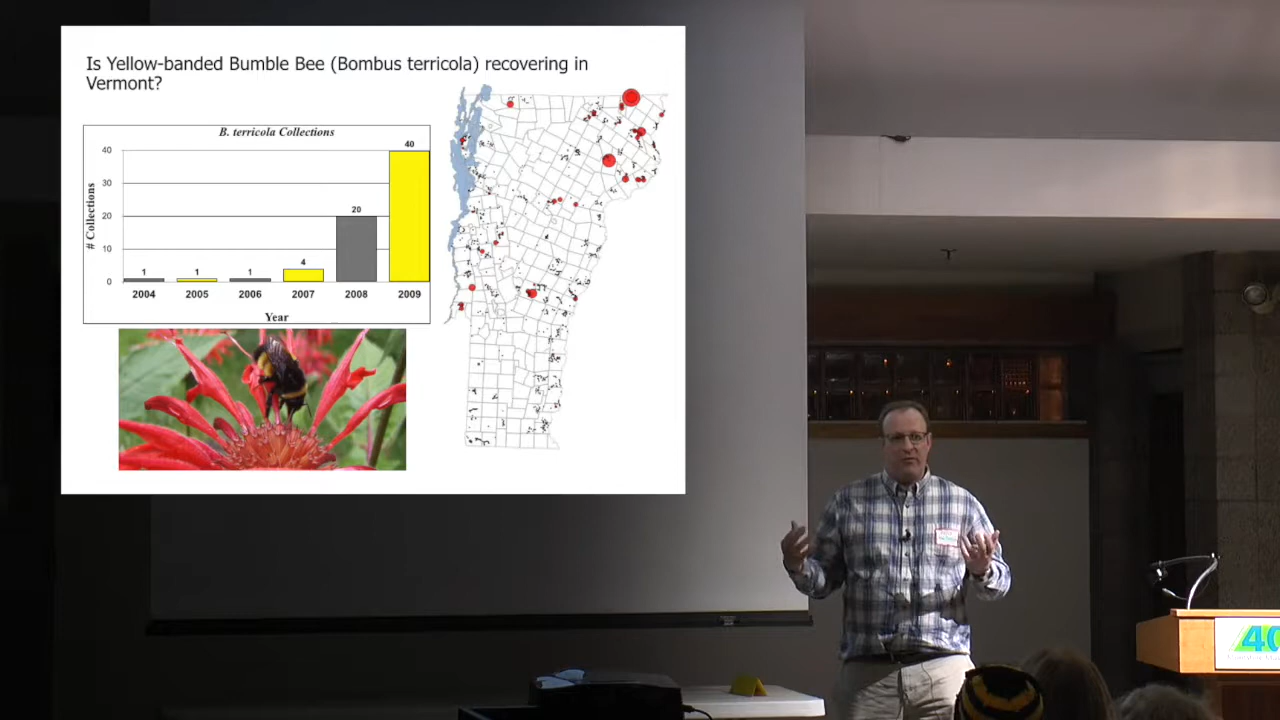 Is Yellow-banded Bumble Bee (Bombus terricola) recovering in
Vermont?
B. terricola Collections
# Collections
40
30
20
10
0
1
1
1
4
20
40
2004 2005 2006 2007 2008 2009
Year
40